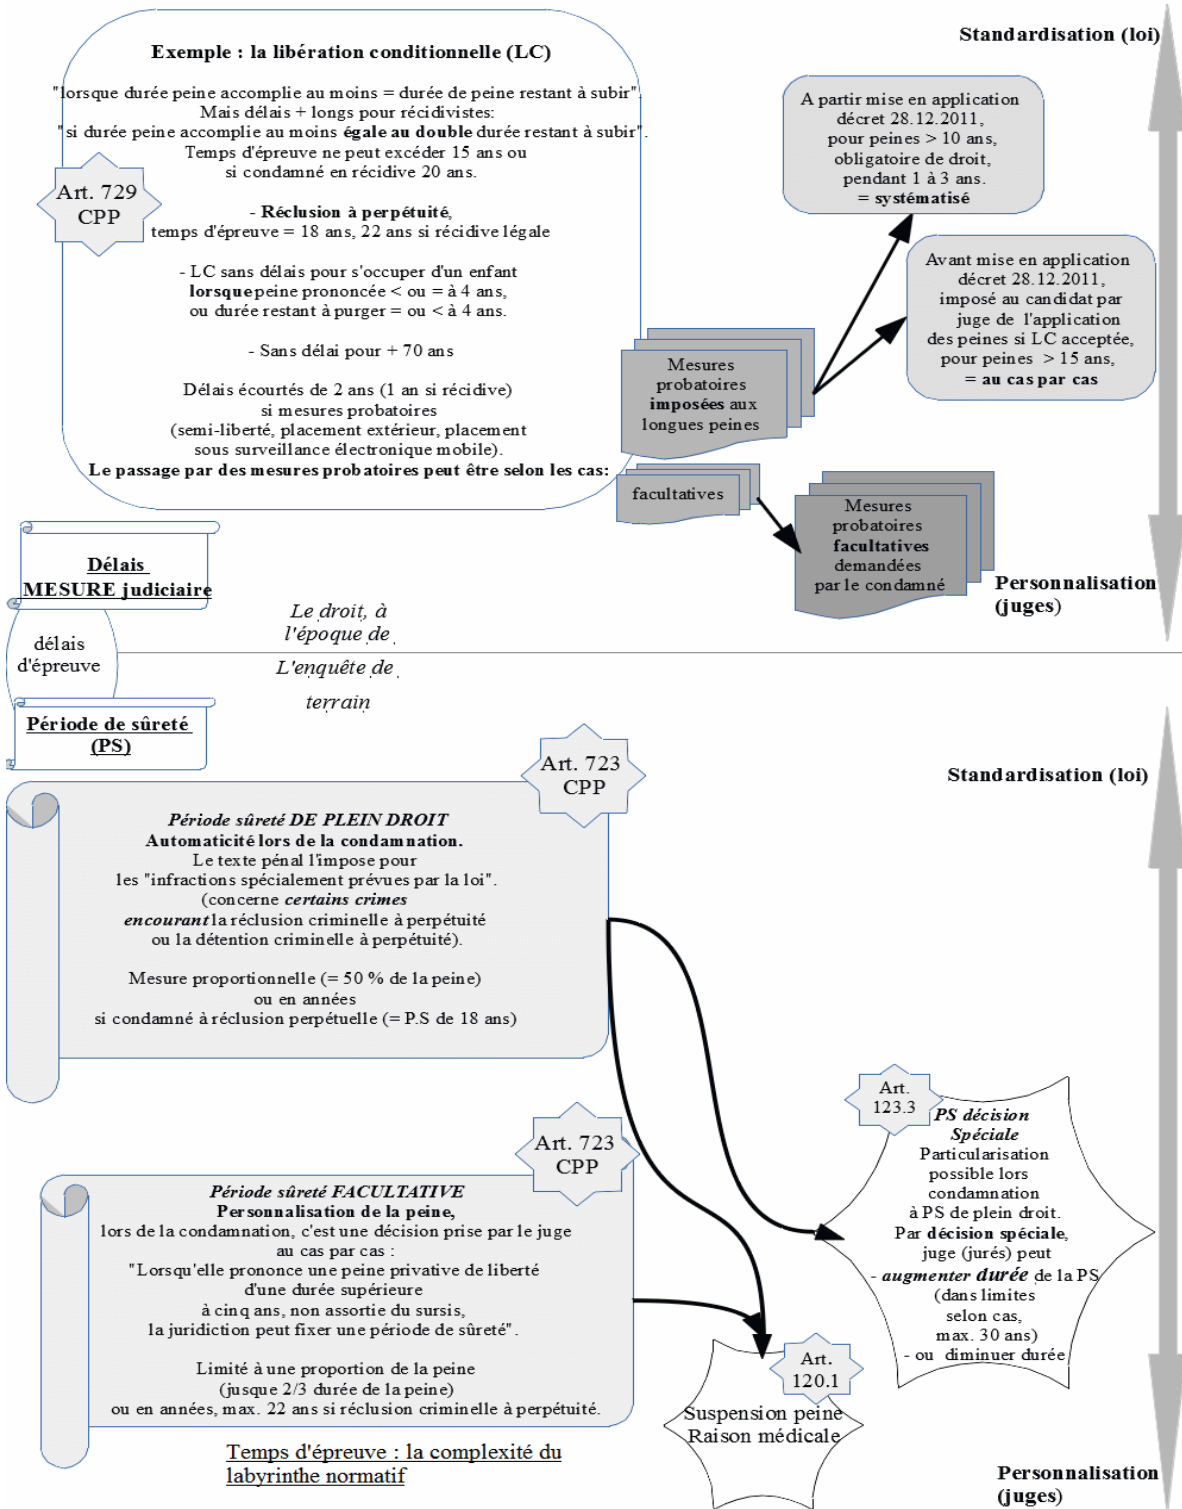 Standardisation (loi)
Exemple : la libération conditionnelle (LC)
"lorsque durée peine accomplie au moins = durée de peine restant à subir".
Mais délais + longs pour récidivistes:
"si durée peine accomplie au moins égale au double durée restant à subir".
Temps d'épreuve ne peut excéder 15 ans ou
si condamné en récidive 20 ans.
Art. 729
CPP
- Réclusion à perpétuité,
temps d'épreuve = 18 ans, 22 ans si récidive légale
- LC sans délais pour s'occuper d'un enfant
lorsque peine prononcée < ou = à 4 ans,
ou durée restant à purger = ou < à 4 ans.
- Sans délai pour + 70 ans
Délais écourtés de 2 ans (1 an si récidive)
si mesures probatoires
(semi-liberté, placement extérieur, placement
sous surveillance électronique mobile).
Le passage par des mesures probatoires peut être selon les cas:
A partir mise en application
décret 28.12.2011,
pour peines > 10 ans,
obligatoire de droit,
pendant 1 à 3 ans.
= systématisé
Avant mise en application
décret 28.12.2011,
imposé au candidat par
juge de l'application
des peines si LC acceptée,
pour peines > 15 ans,
= au cas par cas
Mesures
probatoires
imposées aux
longues peines
facultatives
Mesures
probatoires
facultatives
demandées
par le condamné
Personnalisation
(juges)
Délais
MESURE judiciaire
délais
d'épreuve
Le droit, à
l'époque de
L'enquête de
terrain
Période de sûreté
(PS)
Standardisation (loi)
Art. 723
CPP
Période sûreté DE PLEIN DROIT
Automaticité lors de la condamnation.
Le texte pénal l'impose pour
les "infractions spécialement prévues par la loi".
(concerne certains crimes
encourant la réclusion criminelle à perpétuité
ou la détention criminelle à perpétuité).
Mesure proportionnelle (= 50 % de la peine)
ou en années
si condamné à réclusion perpétuelle (= P.S de 18 ans)
Art. 723
CPP
Période sûreté FACULTATIVE
Personnalisation de la peine,
lors de la condamnation, c'est une décision prise par le juge
au cas par cas :
"Lorsqu'elle prononce une peine privative de liberté
d'une durée supérieure
à cinq ans, non assortie du sursis,
la juridiction peut fixer une période de sûreté".
Limité à une proportion de la peine
(jusque 2/3 durée de la peine)
ou en années, max. 22 ans si réclusion criminelle à perpétuité.
Art.
123.3
PS décision
Spéciale
Particularisation
possible lors
condamnation
à PS de plein droit.
Par décision spéciale,
juge (jurés) peut
- augmenter durée de la PS
(dans limites
selon cas,
max. 30 ans)
- ou diminuer durée
Art.
120.1
Suspension peine
Raison médicale
Temps d'épreuve : la complexité du
labyrinthe normatif
Personnalisation
(juges)